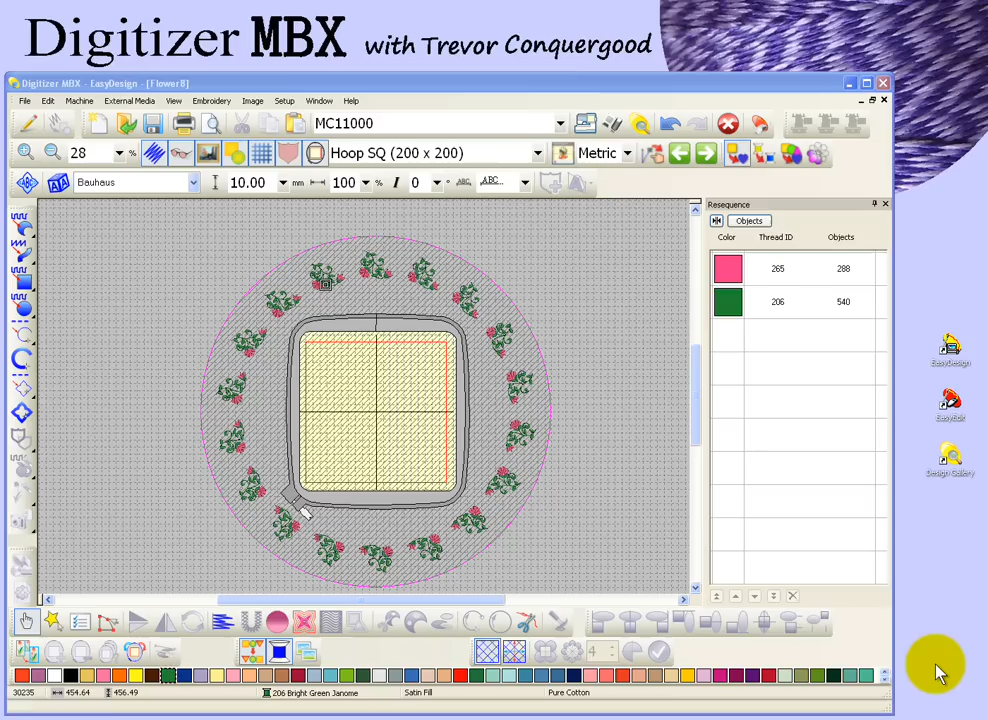 Digitizer MBX with Trevor Conquergood
Digitizer MBX - EasyDesign - [Flower8]
File Edit Machine External Media View Embroidery Image Setup Window Help
MC11000
28 % Hoop SQ (200 x 200) Metric
Bauhaus 10.00 mm 100 % I 0 ° ABC ABC...
Resequence
Objects
Color Thread ID Objects
265 288
206 540
EasyDesign
EasyEdit
Design Gallery
4
30235 454.64 456.49 206 Bright Green Janome Satin Fill Pure Cotton